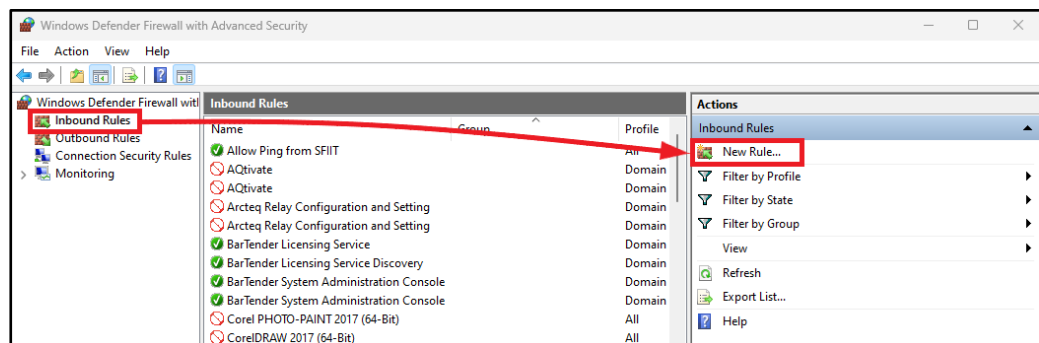 Windows Defender Firewall with Advanced Security
File Action View Help
Windows Defender Firewall witl
Inbound Rules
Outbound Rules
Connection Security Rules
Monitoring
Inbound Rules
Name Group Profile
Allow Ping from SFIIT All
AQtivate Domain
AQtivate Domain
Arcteq Relay Configuration and Setting Domain
Arcteq Relay Configuration and Setting Domain
BarTender Licensing Service Domain
BarTender Licensing Service Discovery Domain
BarTender System Administration Console Domain
BarTender System Administration Console Domain
Corel PHOTO-PAINT 2017 (64-Bit) All
CorelDRAW 2017 (64-Bit) All
Actions
Inbound Rules
New Rule...
Filter by Profile
Filter by State
Filter by Group
View
Refresh
Export List...
Help